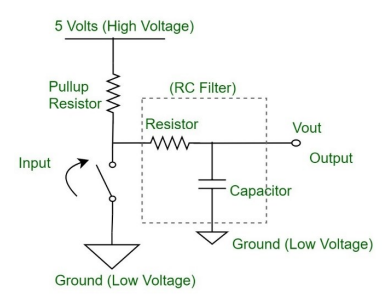 5 Volts (High Voltage)
Pullup
Resistor
(RC Filter)
Resistor
Vout
Output
Input
Capacitor
Ground (Low Voltage)
Ground (Low Voltage)